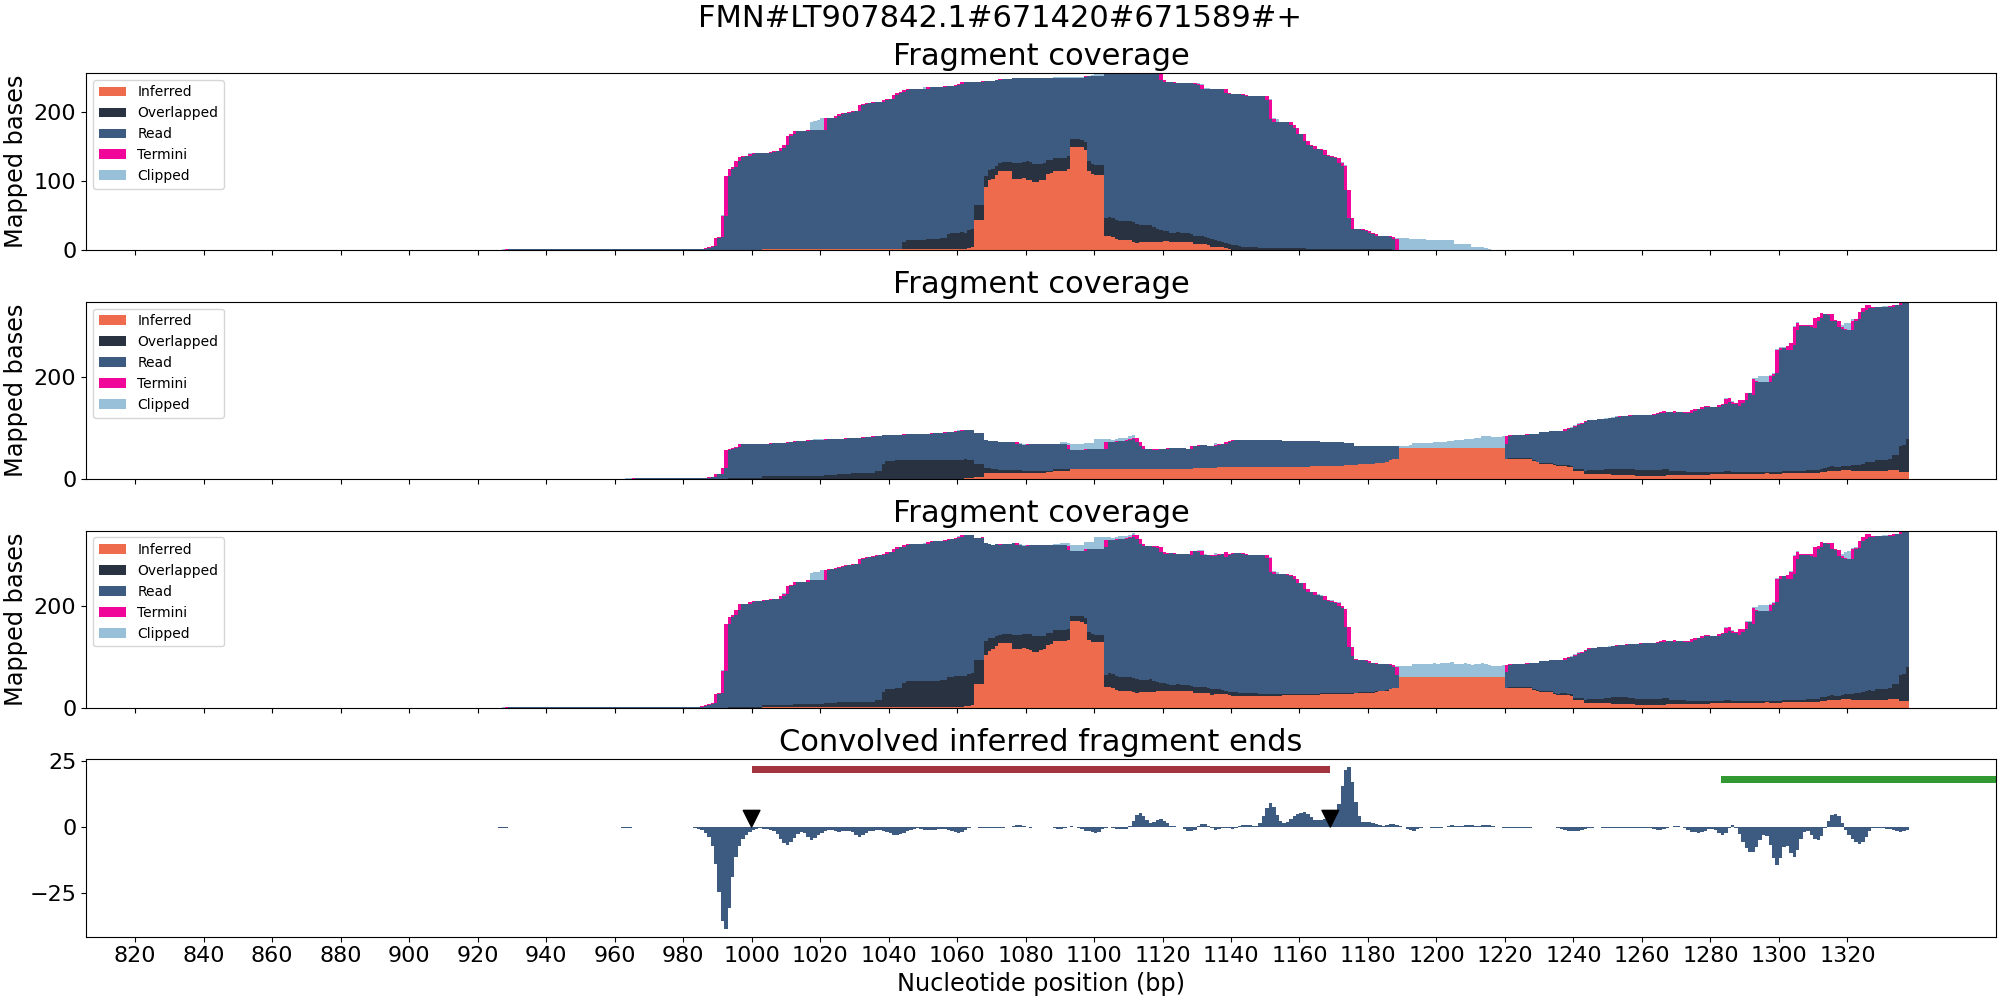 FMN#LT907842.1#671420#671589#+
Fragment coverage
Mapped bases
200
100
0
Inferred
Overlapped
Read
Termini
Clipped
Fragment coverage
Mapped bases
200
0
Inferred
Overlapped
Read
Termini
Clipped
Fragment coverage
Mapped bases
200
0
Inferred
Overlapped
Read
Termini
Clipped
Convolved inferred fragment ends
25
0
−25
820 840 860 880 900 920 940 960 980 1000 1020 1040 1060 1080 1100 1120 1140 1160 1180 1200 1220 1240 1260 1280 1300 1320
Nucleotide position (bp)